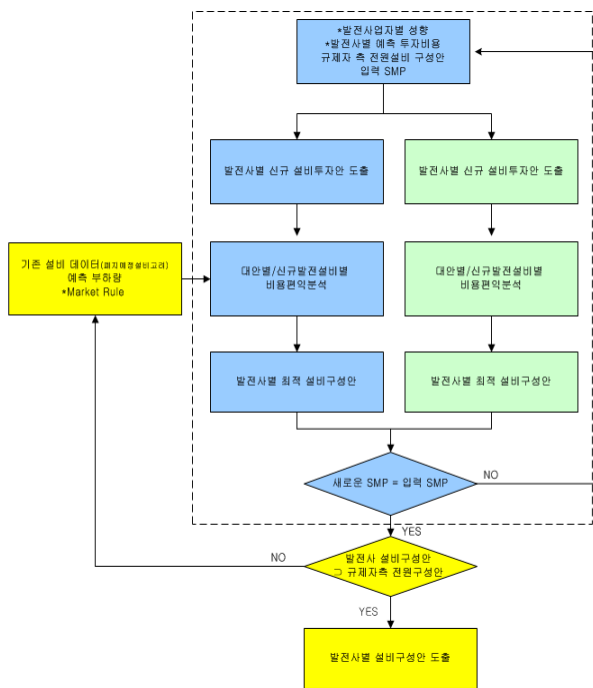 *발전사업자별 성향
*발전사별 예측 투자비용
규제자 측 전원설비 구성안
입력 SMP
발전사별 신규 설비투자안 도출
발전사별 신규 설비투자안 도출
기존 설비 데이터(폐지예정설비고려)
예측 부하량
*Market Rule
대안별/신규발전설비별
비용편익분석
대안별/신규발전설비별
비용편익분석
발전사별 최적 설비구성안
발전사별 최적 설비구성안
새로운 SMP = 입력 SMP
NO
YES
발전사 설비구성안
⊃ 규제자측 전원구성안
NO
YES
발전사별 설비구성안 도출